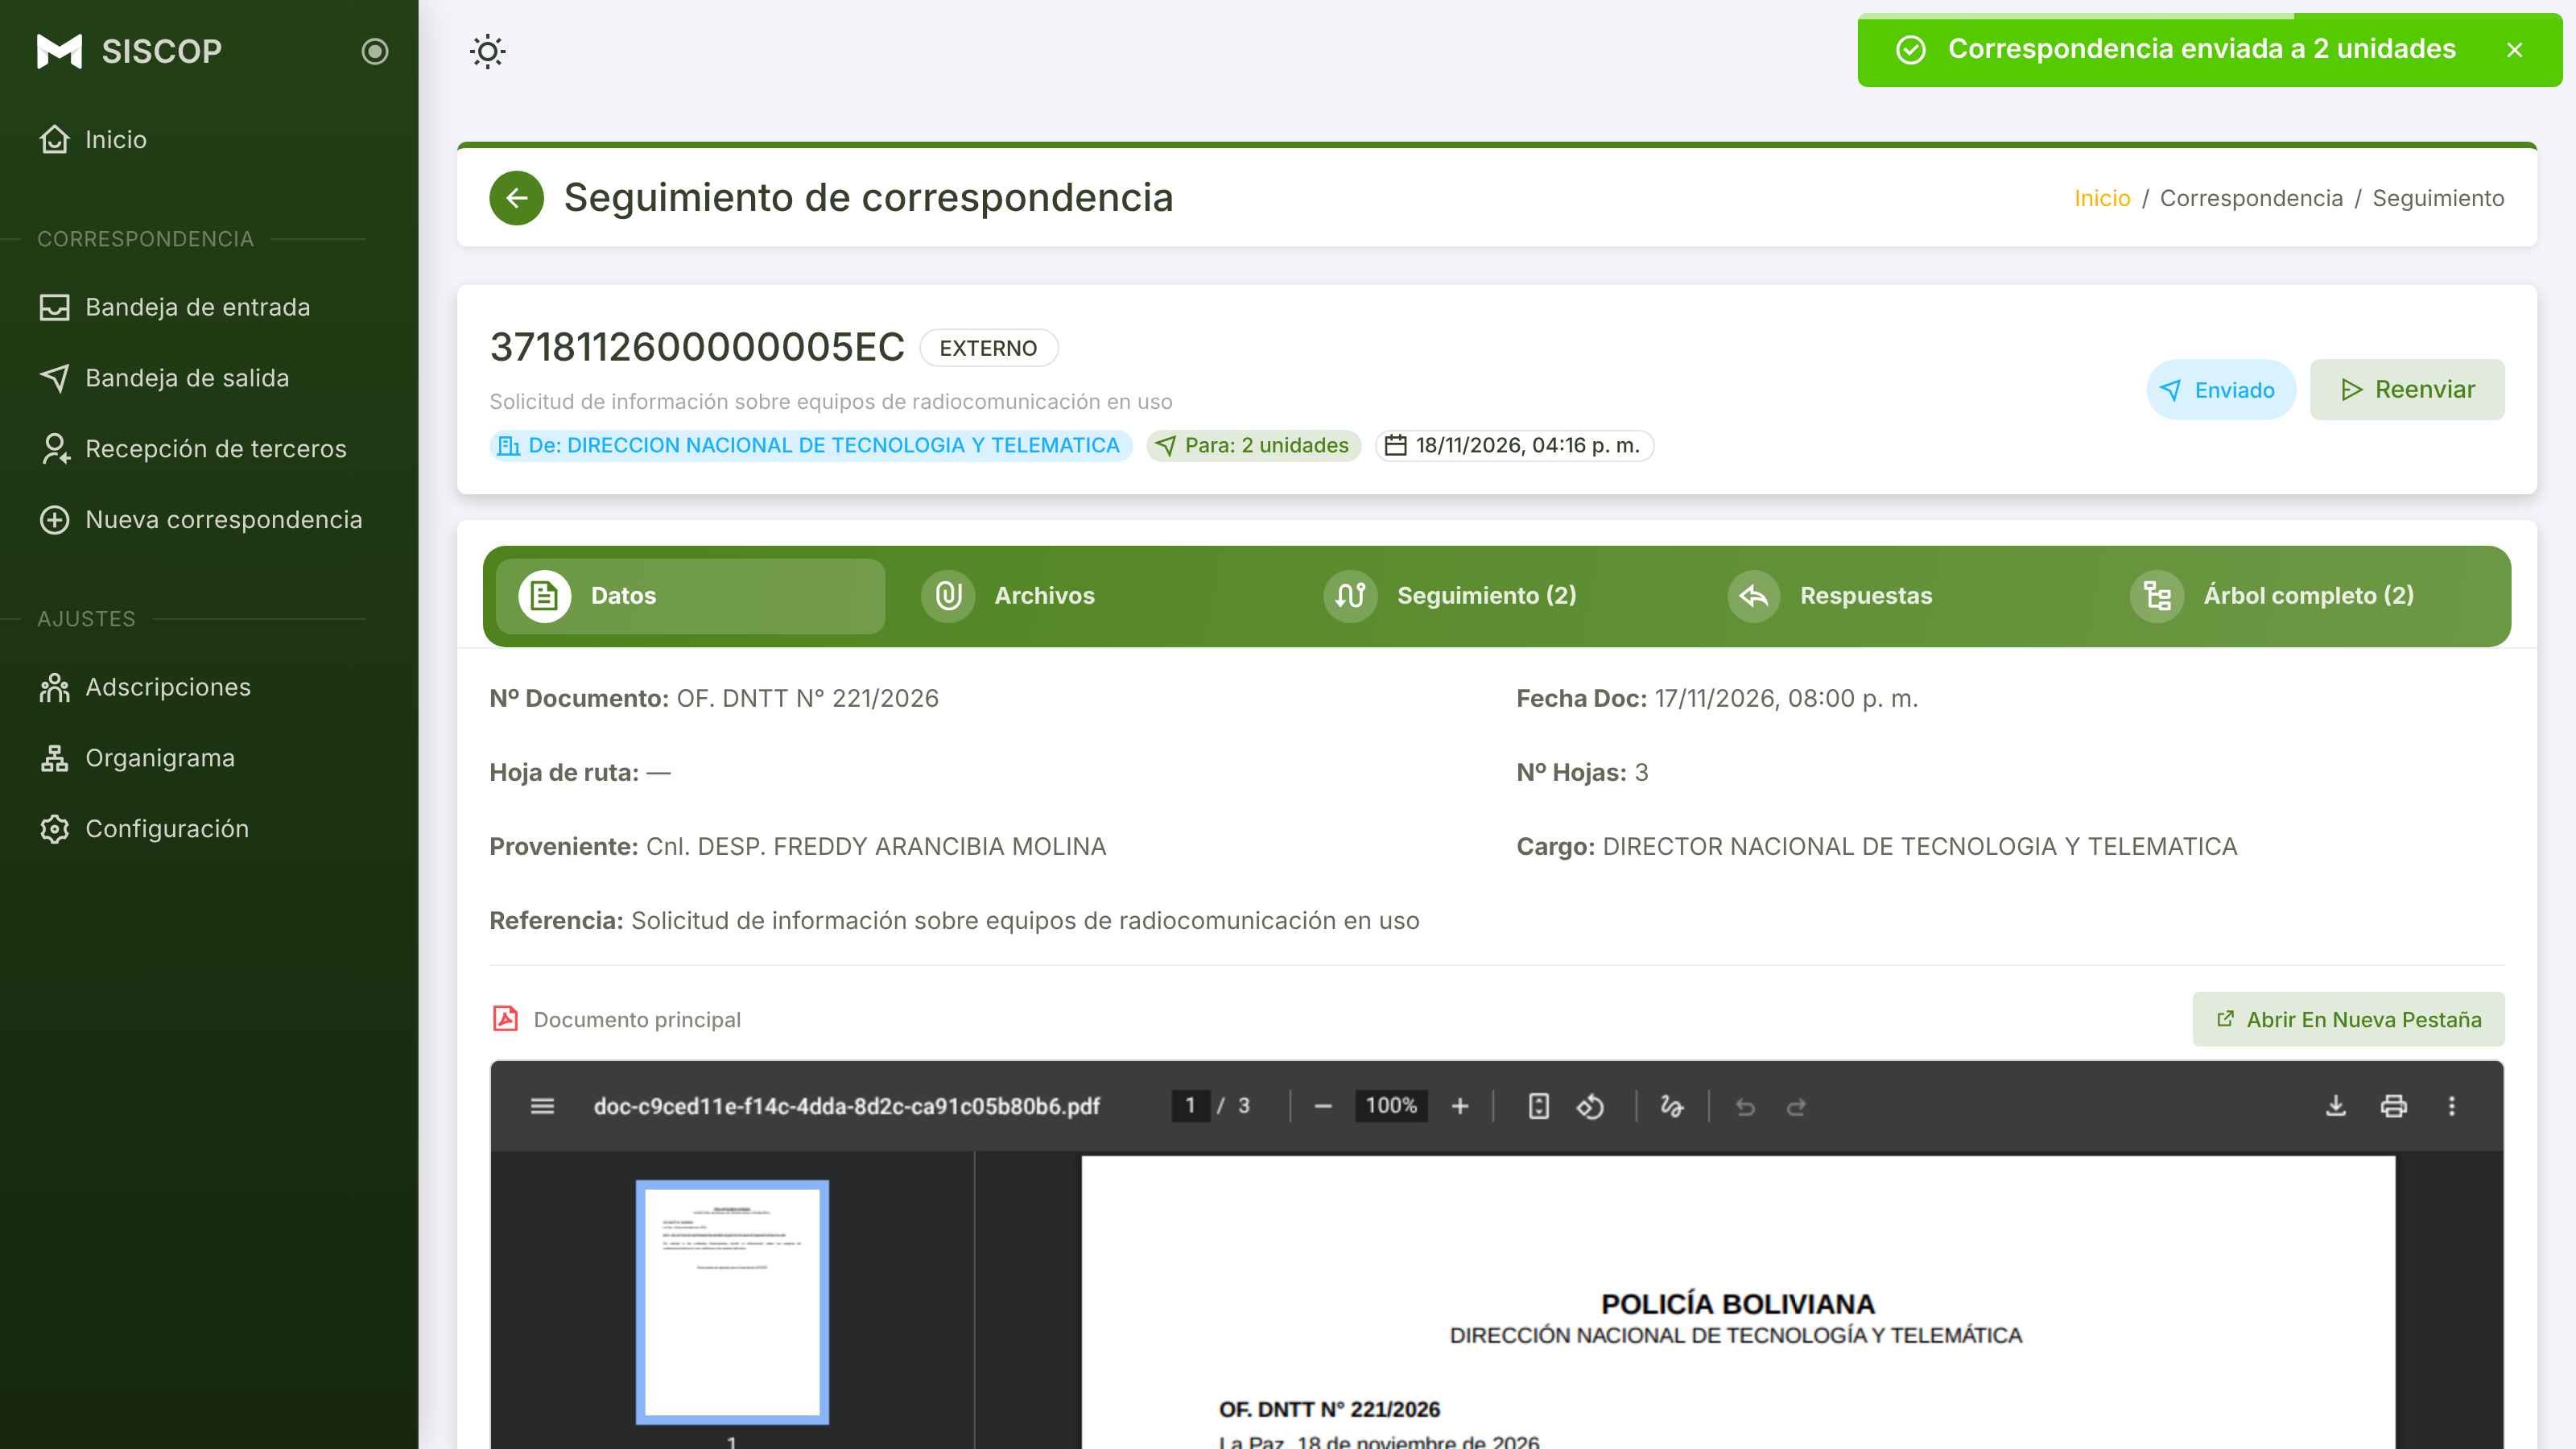 SISCOP
Correspondencia enviada a 2 unidades
Inicio
CORRESPONDENCIA
Bandeja de entrada
Bandeja de salida
Recepción de terceros
Nueva correspondencia
AJUSTES
Adscripciones
Organigrama
Configuración
Seguimiento de correspondencia
Inicio / Correspondencia / Seguimiento
3718112600000005EC EXTERNO
Solicitud de información sobre equipos de radiocomunicación en uso
De: DIRECCION NACIONAL DE TECNOLOGIA Y TELEMATICA Para: 2 unidades 18/11/2026, 04:16 p. m.
Enviado Reenviar
Datos Archivos Seguimiento (2) Respuestas Árbol completo (2)
Nº Documento: OF. DNTT N° 221/2026
Fecha Doc: 17/11/2026, 08:00 p. m.
Hoja de ruta: —
Nº Hojas: 3
Proveniente: Cnl. DESP. FREDDY ARANCIBIA MOLINA
Cargo: DIRECTOR NACIONAL DE TECNOLOGIA Y TELEMATICA
Referencia: Solicitud de información sobre equipos de radiocomunicación en uso
Documento principal
Abrir En Nueva Pestaña
doc-c9ced11e-f14c-4dda-8d2c-ca91c05b80b6.pdf 1 / 3 100%
1
POLICÍA BOLIVIANA
DIRECCIÓN NACIONAL DE TECNOLOGÍA Y TELEMÁTICA
OF. DNTT N° 221/2026
La Paz, 18 de noviembre de 2026